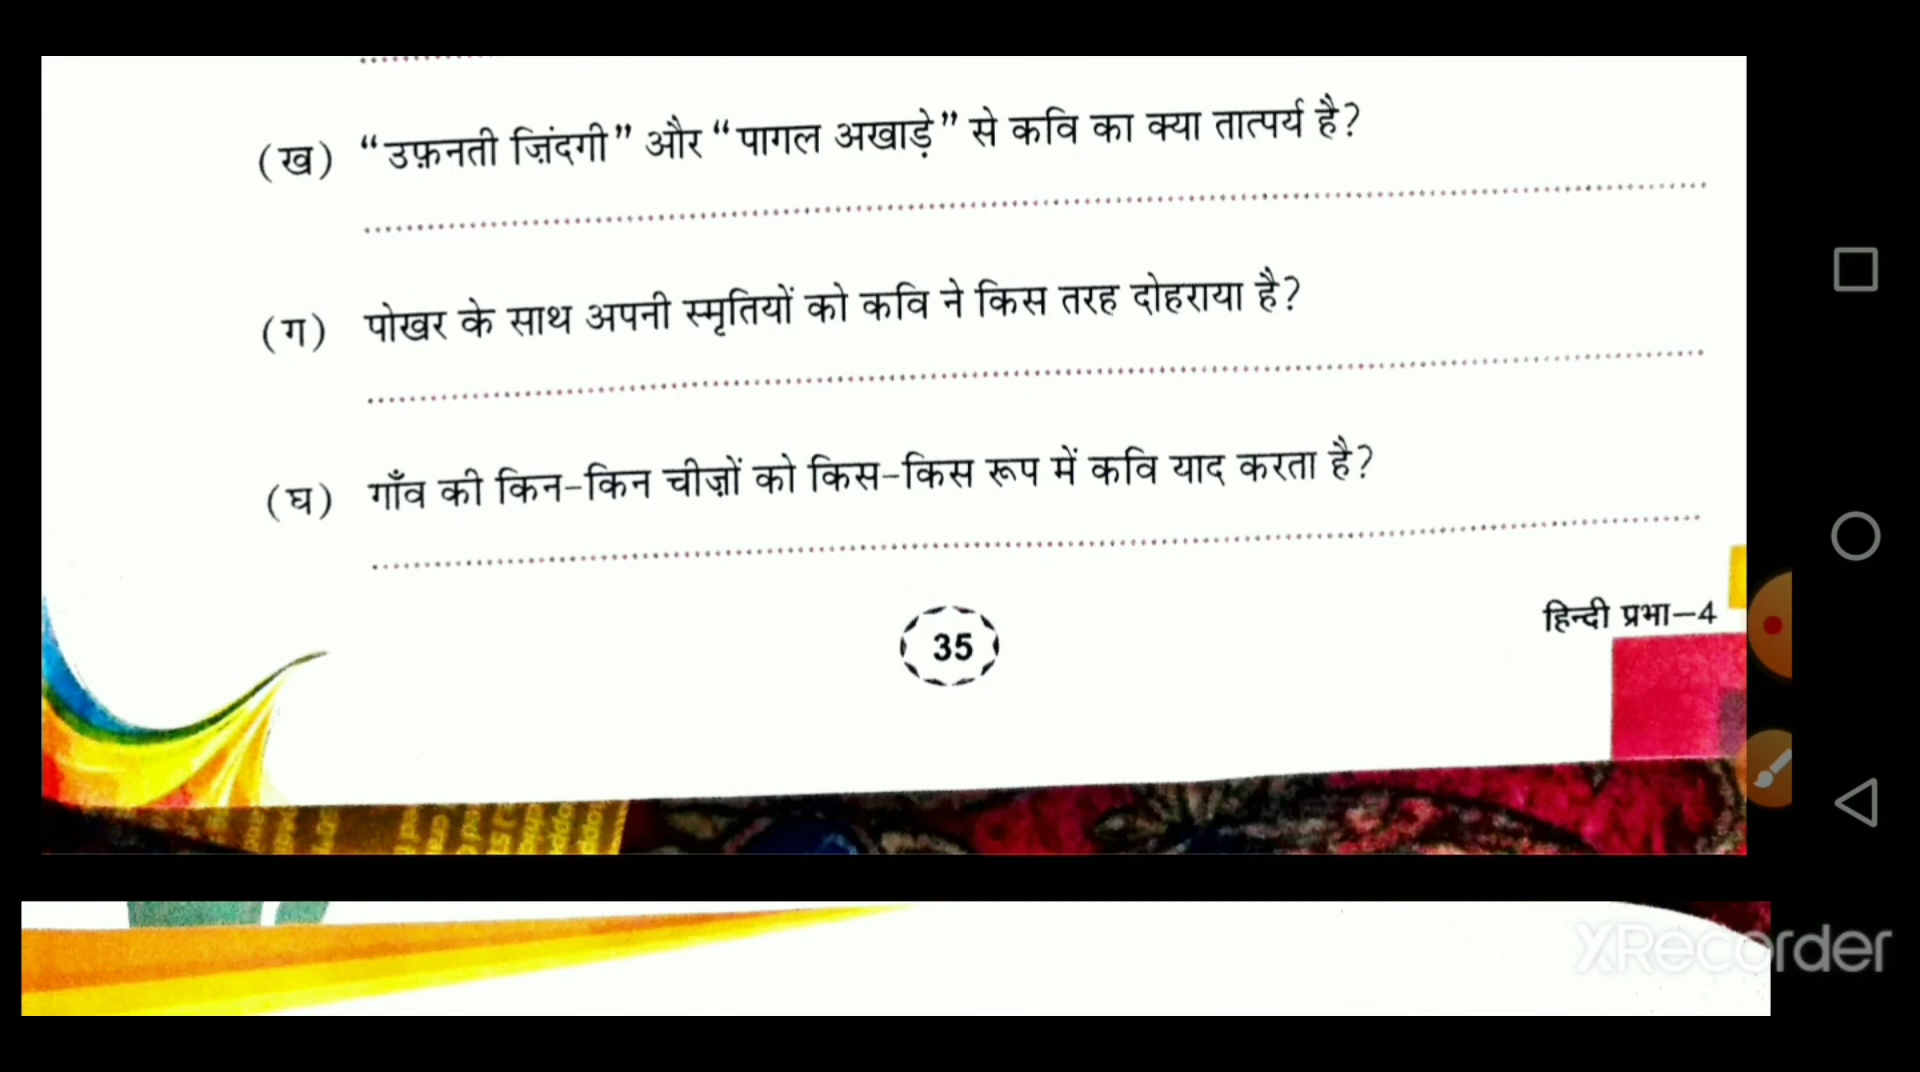 (ख) “उफ़नती ज़िंदगी” और “पागल अखाड़े” से कवि का क्या तात्पर्य है?
(ग) पोखर के साथ अपनी स्मृतियों को कवि ने किस तरह दोहराया है?
(घ) गाँव की किन-किन चीज़ों को किस-किस रूप में कवि याद करता है?
35
हिन्दी प्रभा–4
XRecorder